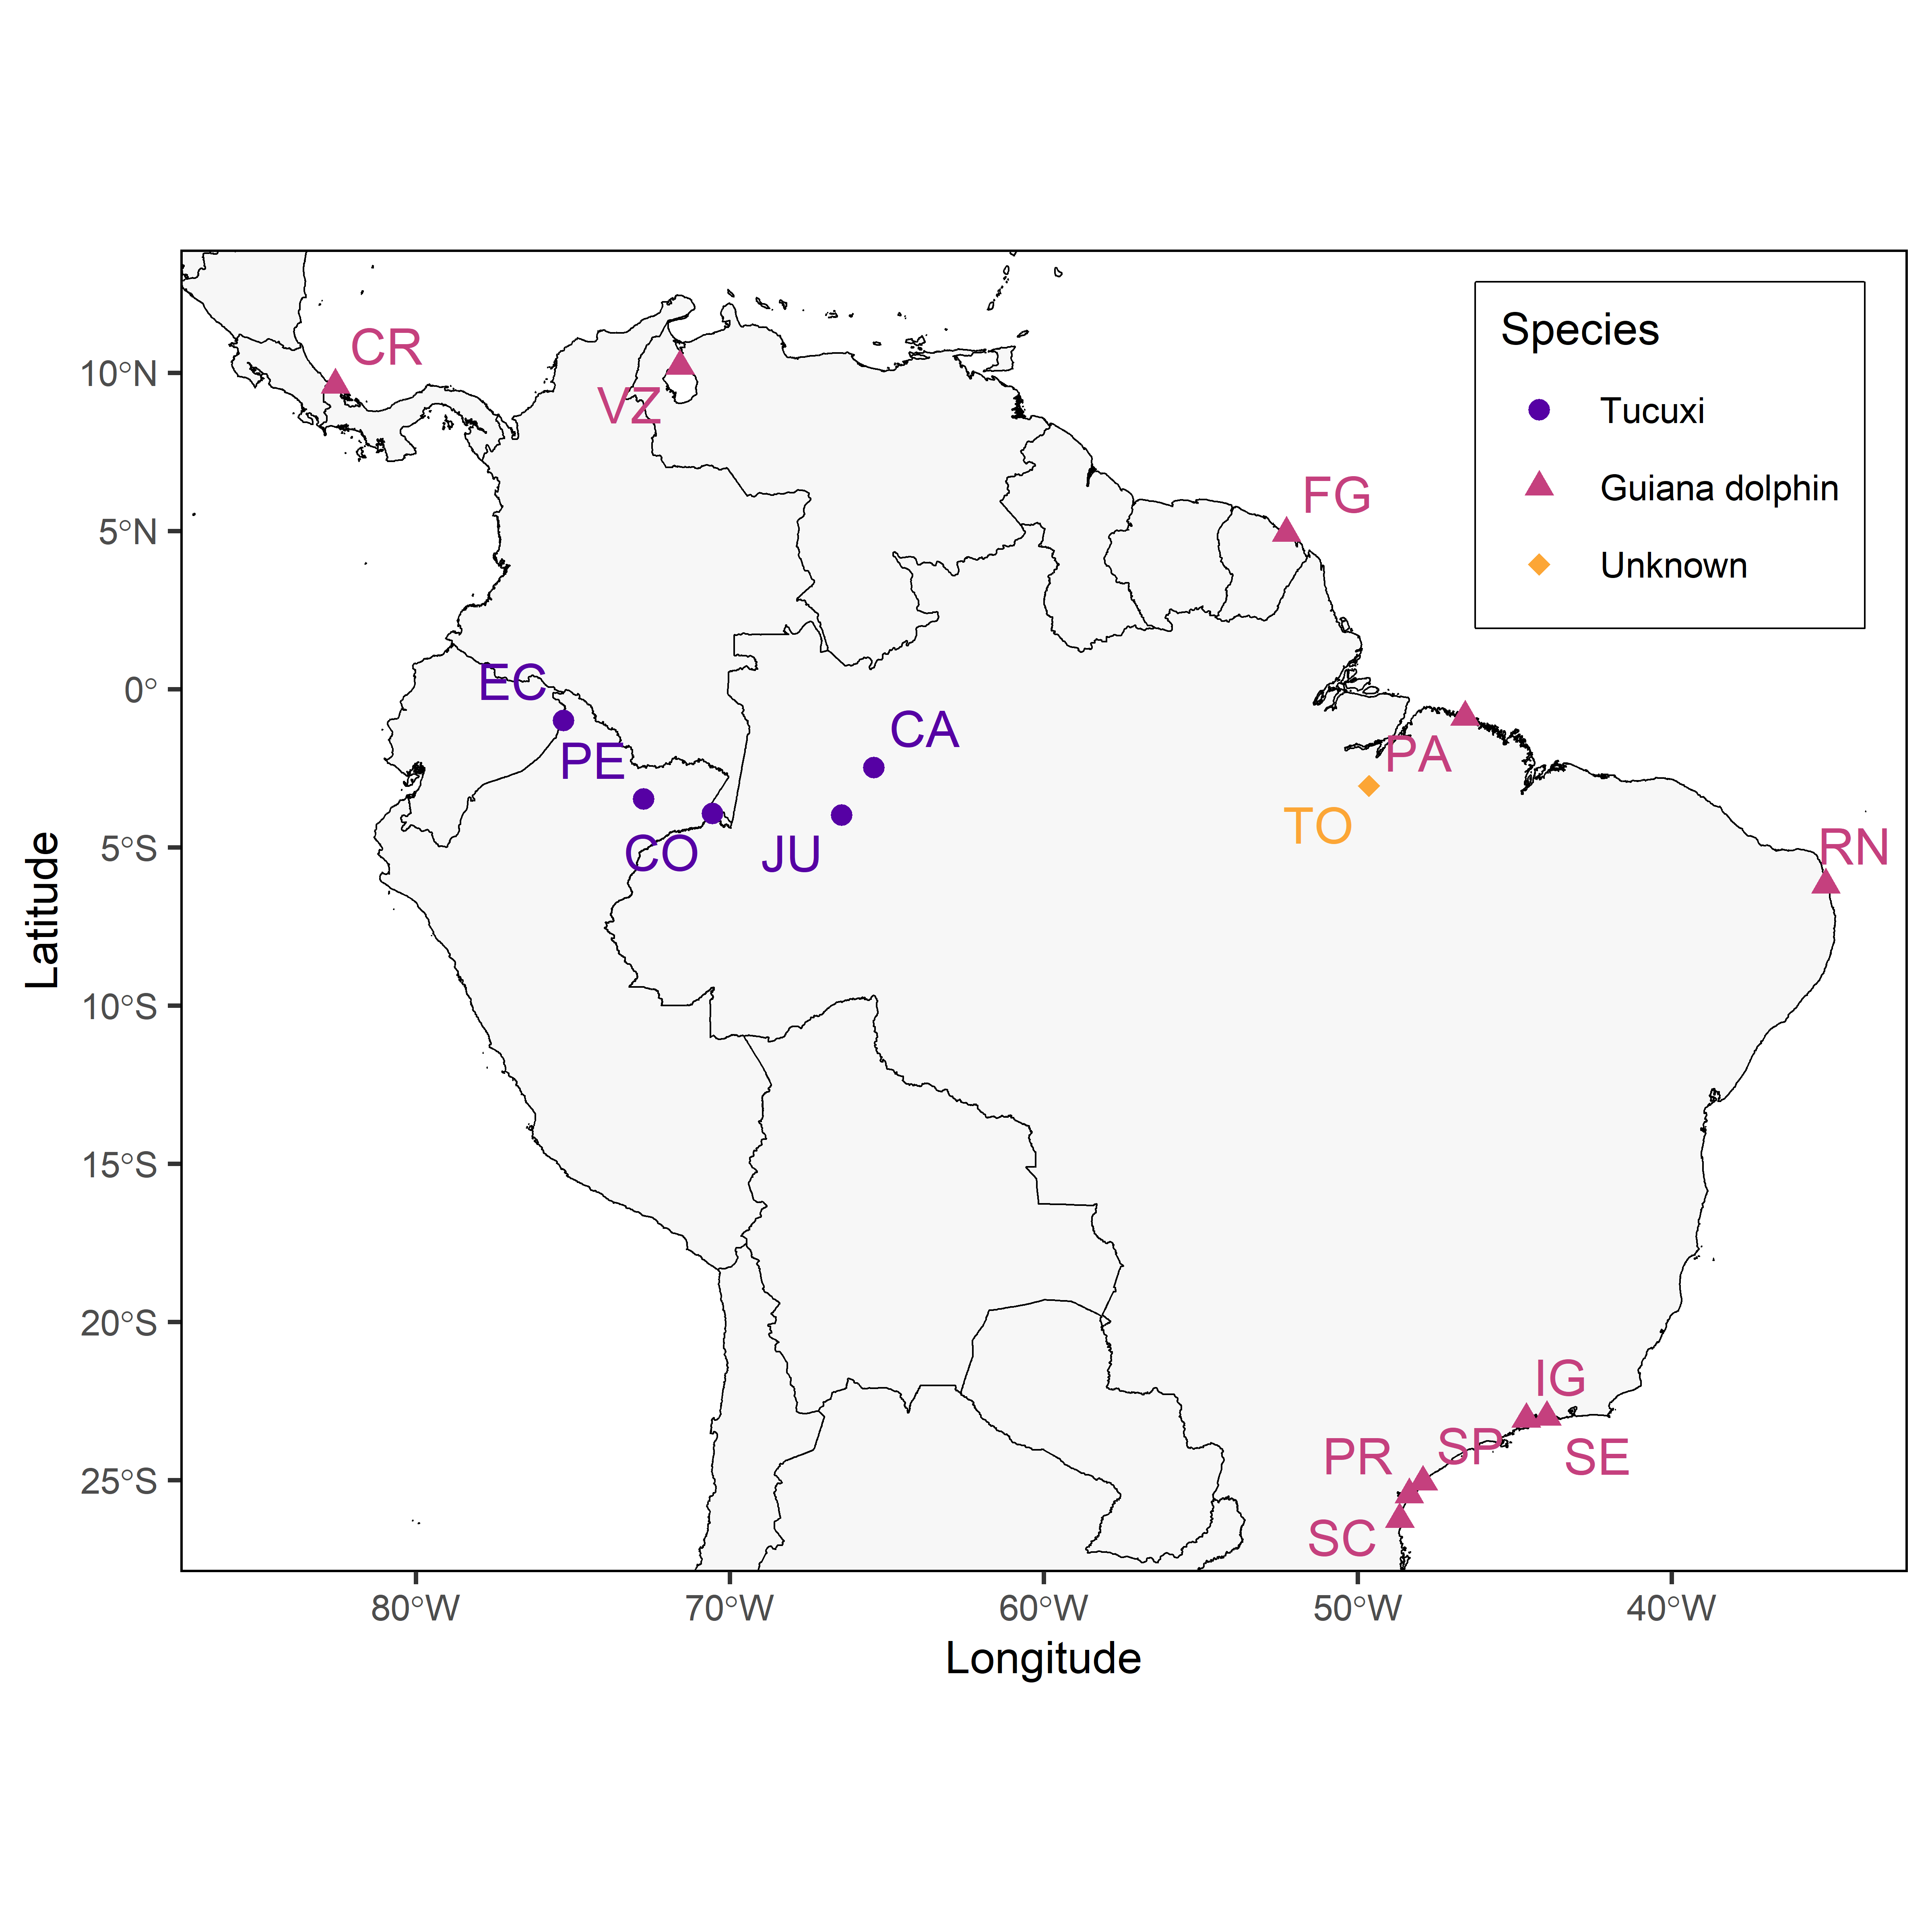 Species
Tucuxi
Guiana dolphin
Unknown
CR
VZ
FG
EC
CA
PE
PA
TO
CO
JU
RN
IG
SP
PR
SE
SC
10°N
5°N
0°
5°S
10°S
15°S
20°S
25°S
Latitude
80°W 70°W 60°W 50°W 40°W
Longitude